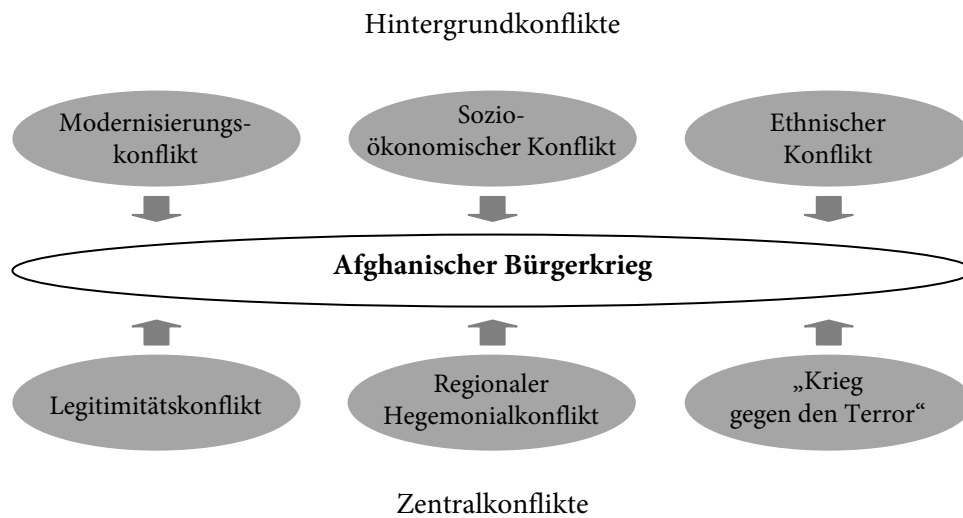 Hintergrundkonflikte
Modernisierungs-
konflikt
Sozio-
ökonomischer Konflikt
Ethnischer
Konflikt
Afghanischer Bürgerkrieg
Legitimitätskonflikt
Regionaler
Hegemonialkonflikt
„Krieg
gegen den Terror“
Zentralkonflikte